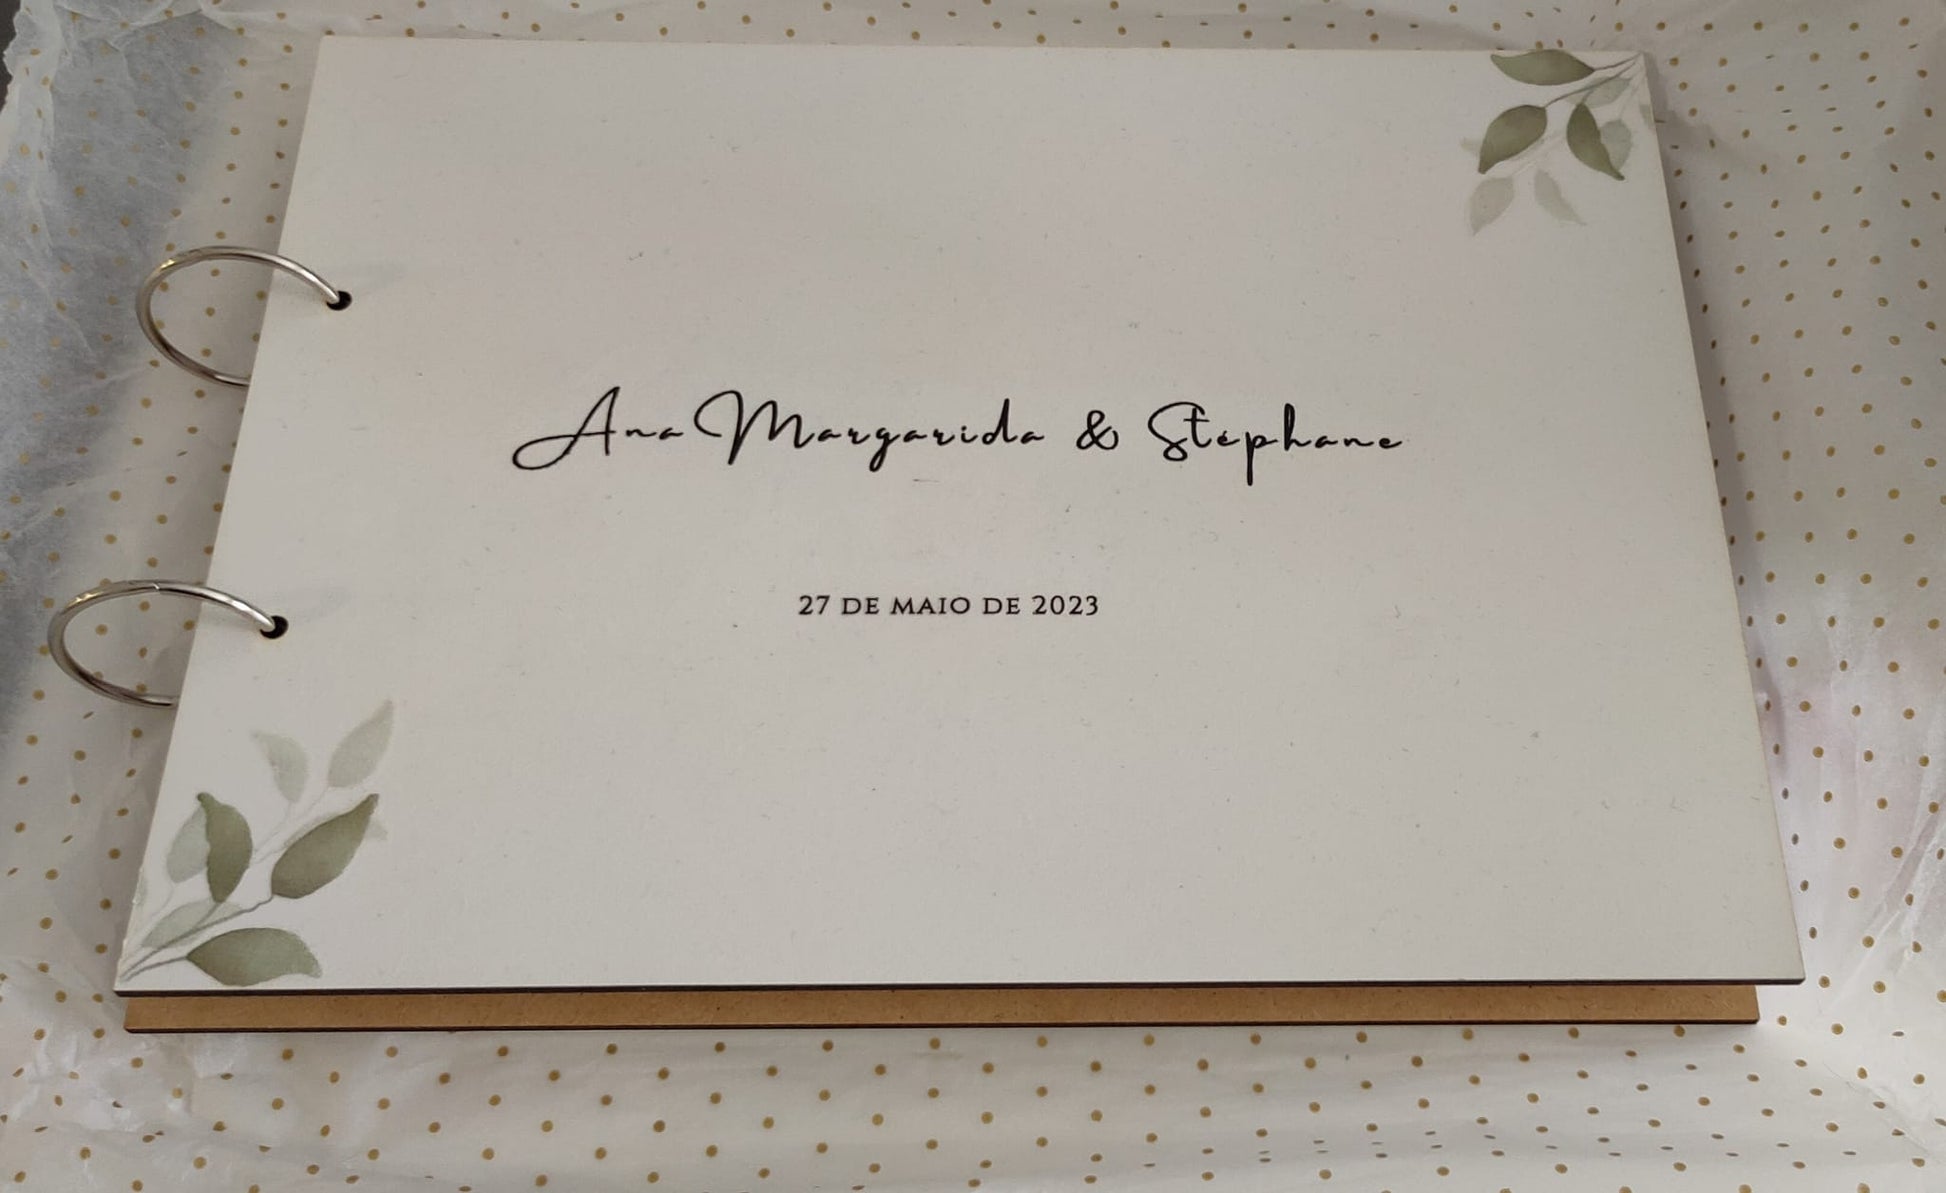 Ana Margarida & Stéphane
27 DE MAIO DE 2023